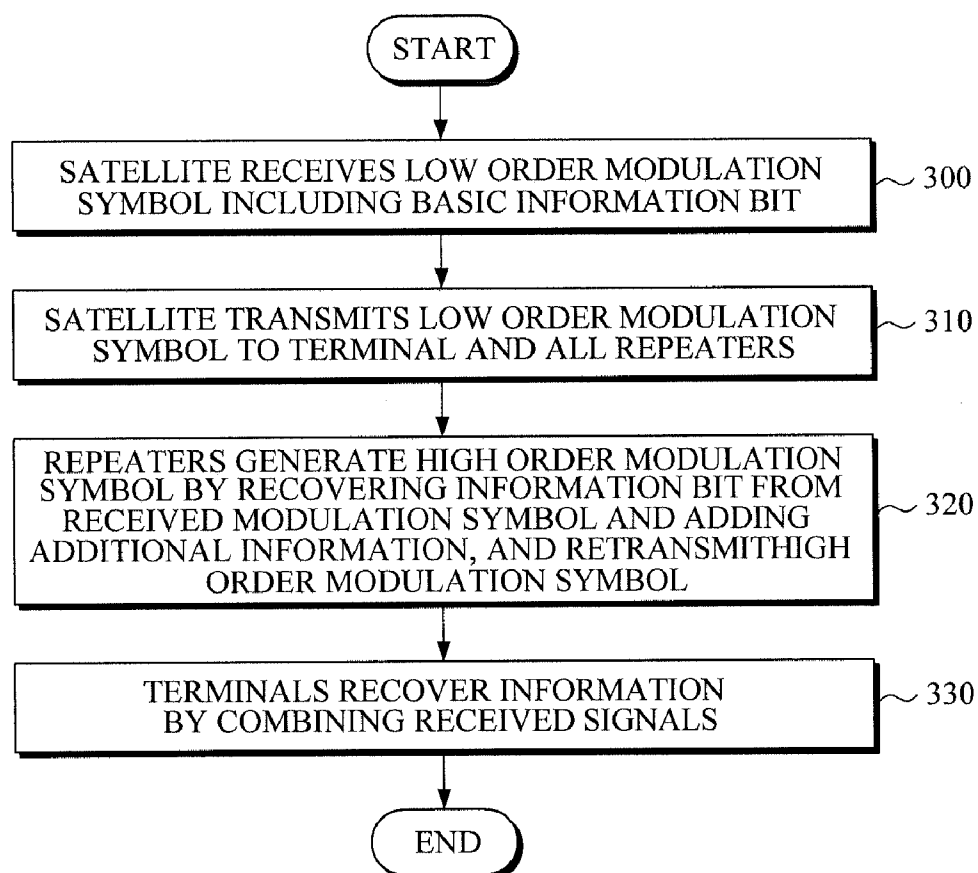 START
SATELLITE RECEIVES LOW ORDER MODULATION
SYMBOL INCLUDING BASIC INFORMATION BIT
300
SATELLITE TRANSMITS LOW ORDER MODULATION
SYMBOL TO TERMINAL AND ALL REPEATERS
310
REPEATERS GENERATE HIGH ORDER MODULATION
SYMBOL BY RECOVERING INFORMATION BIT FROM
RECEIVED MODULATION SYMBOL AND ADDING
ADDITIONAL INFORMATION, AND RETRANSMITHIGH
ORDER MODULATION SYMBOL
320
TERMINALS RECOVER INFORMATION
BY COMBINING RECEIVED SIGNALS
330
END